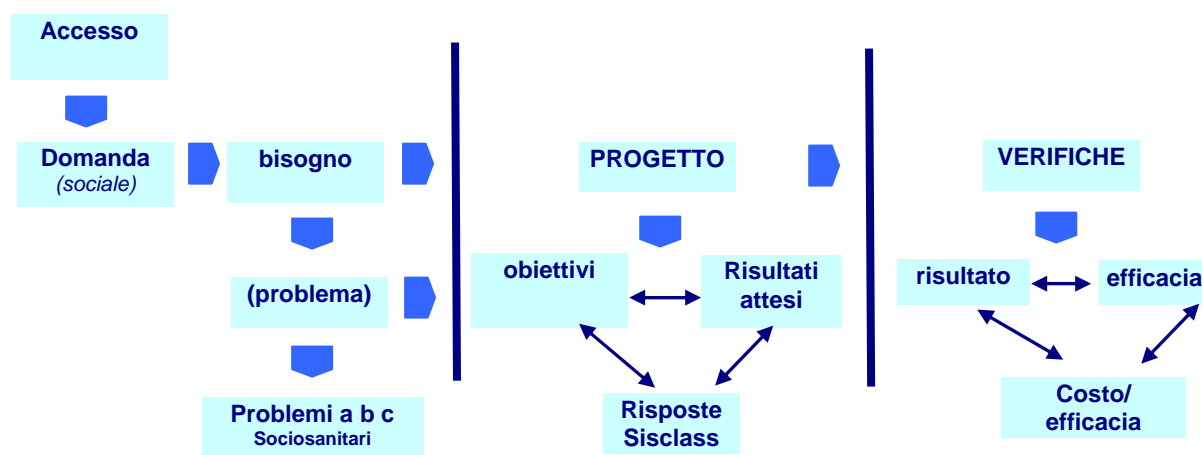 Accesso
Domanda
(sociale)
bisogno
(problema)
Problemi a b c
Sociosanitari
PROGETTO
obiettivi
Risultati
attesi
Risposte
Sisclass
VERIFICHE
risultato
efficacia
Costo/
efficacia